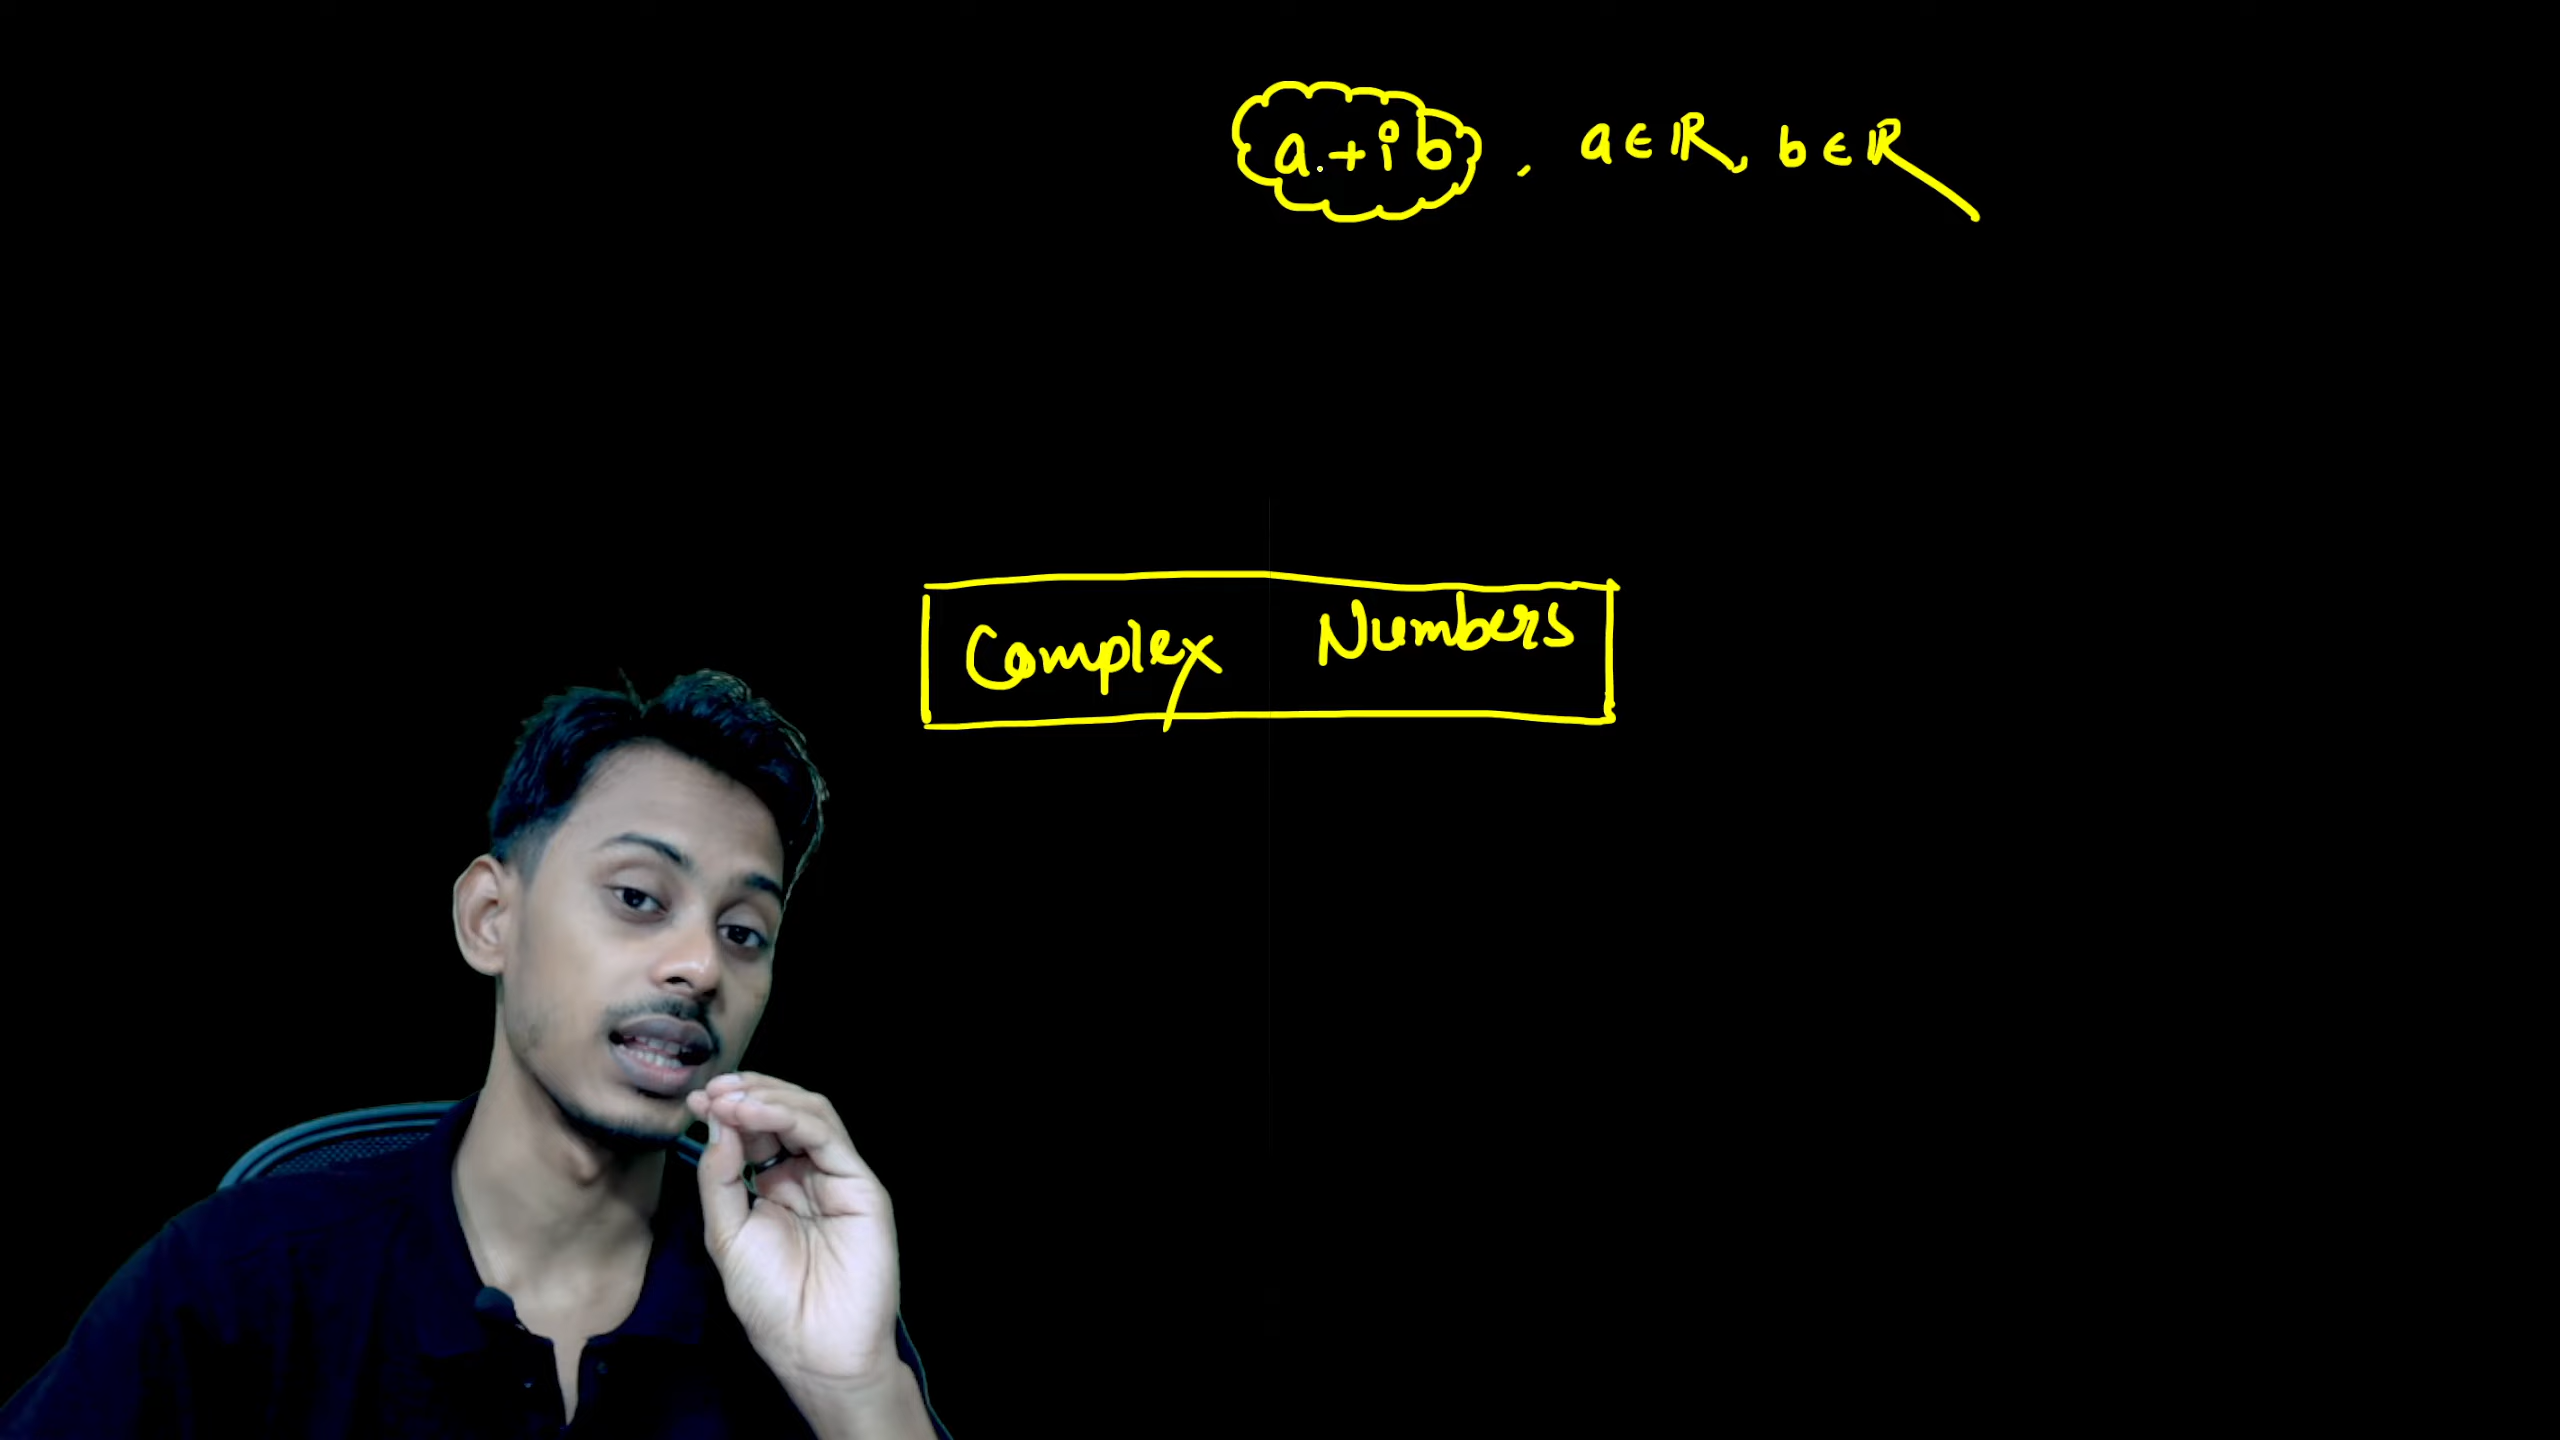 a + ib, a ∈ ℝ, b ∈ ℝ
Complex Numbers